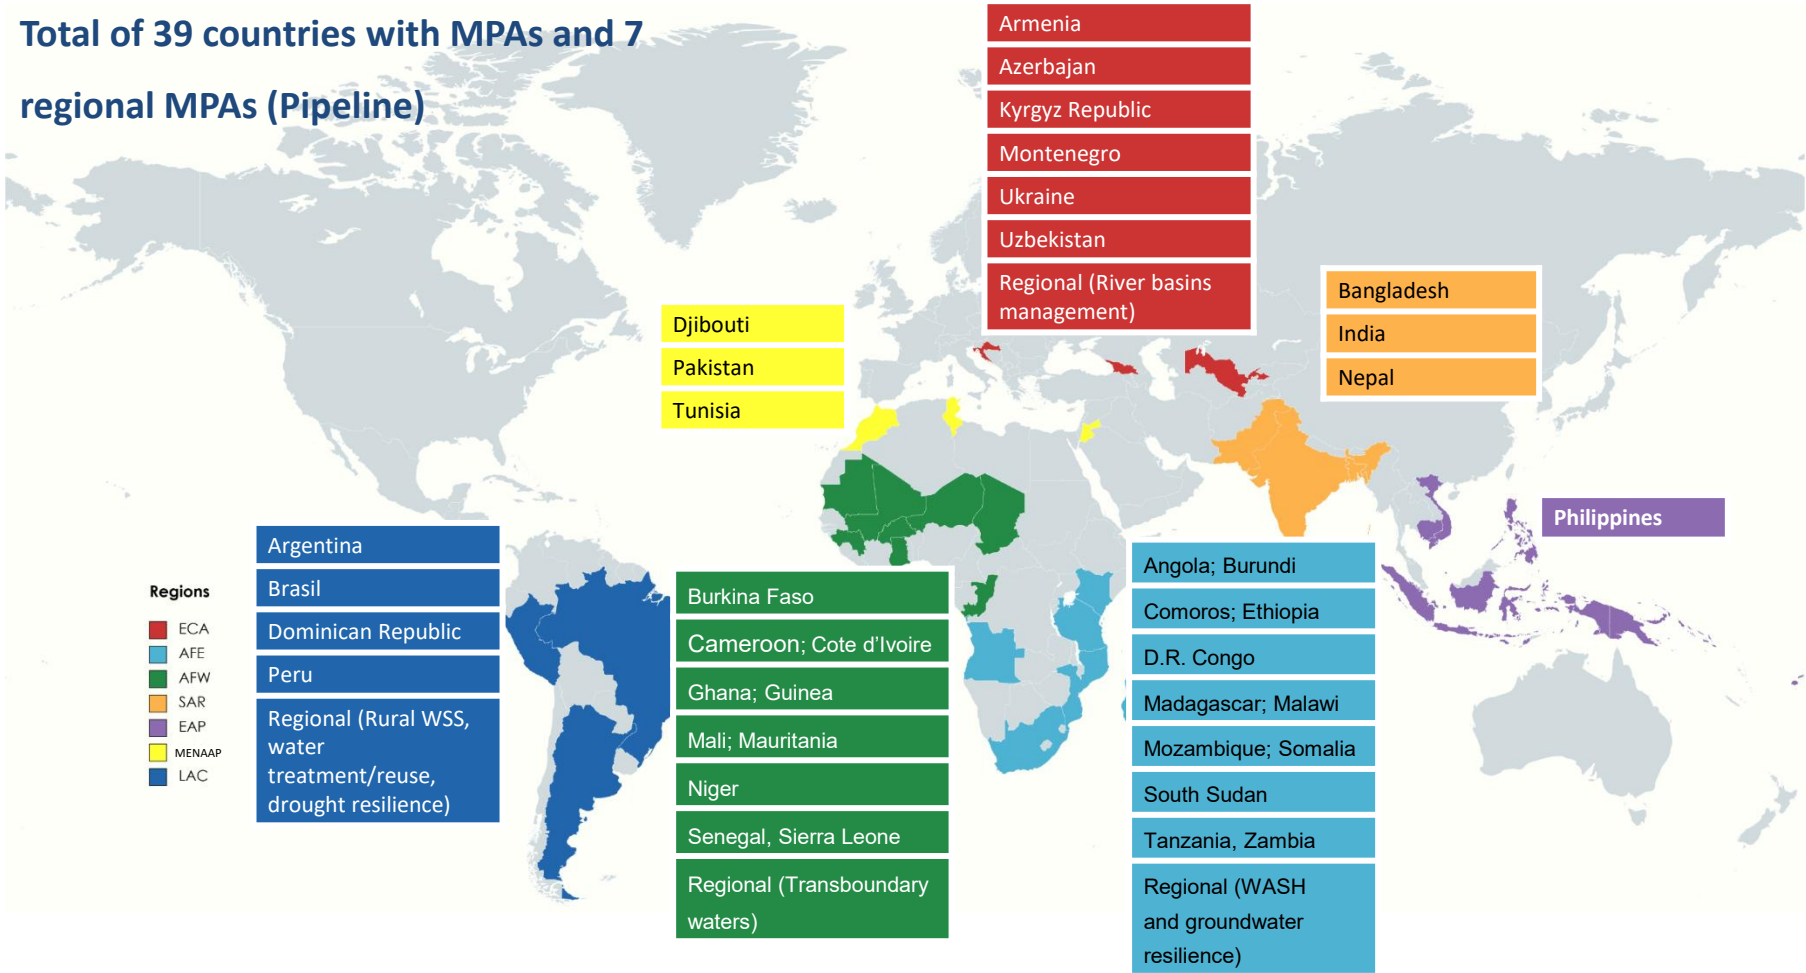 Total of 39 countries with MPAs and 7
regional MPAs (Pipeline)
Armenia
Azerbajan
Kyrgyz Republic
Montenegro
Ukraine
Uzbekistan
Regional (River basins
management)
Bangladesh
India
Nepal
Djibouti
Pakistan
Tunisia
Philippines
Argentina
Brasil
Dominican Republic
Peru
Regional (Rural WSS,
water
treatment/reuse,
drought resilience)
Regions
ECA
AFE
AFW
SAR
EAP
MENAAP
LAC
Burkina Faso
Cameroon; Cote d’Ivoire
Ghana; Guinea
Mali; Mauritania
Niger
Senegal, Sierra Leone
Regional (Transboundary
waters)
Angola; Burundi
Comoros; Ethiopia
D.R. Congo
Madagascar; Malawi
Mozambique; Somalia
South Sudan
Tanzania, Zambia
Regional (WASH
and groundwater
resilience)